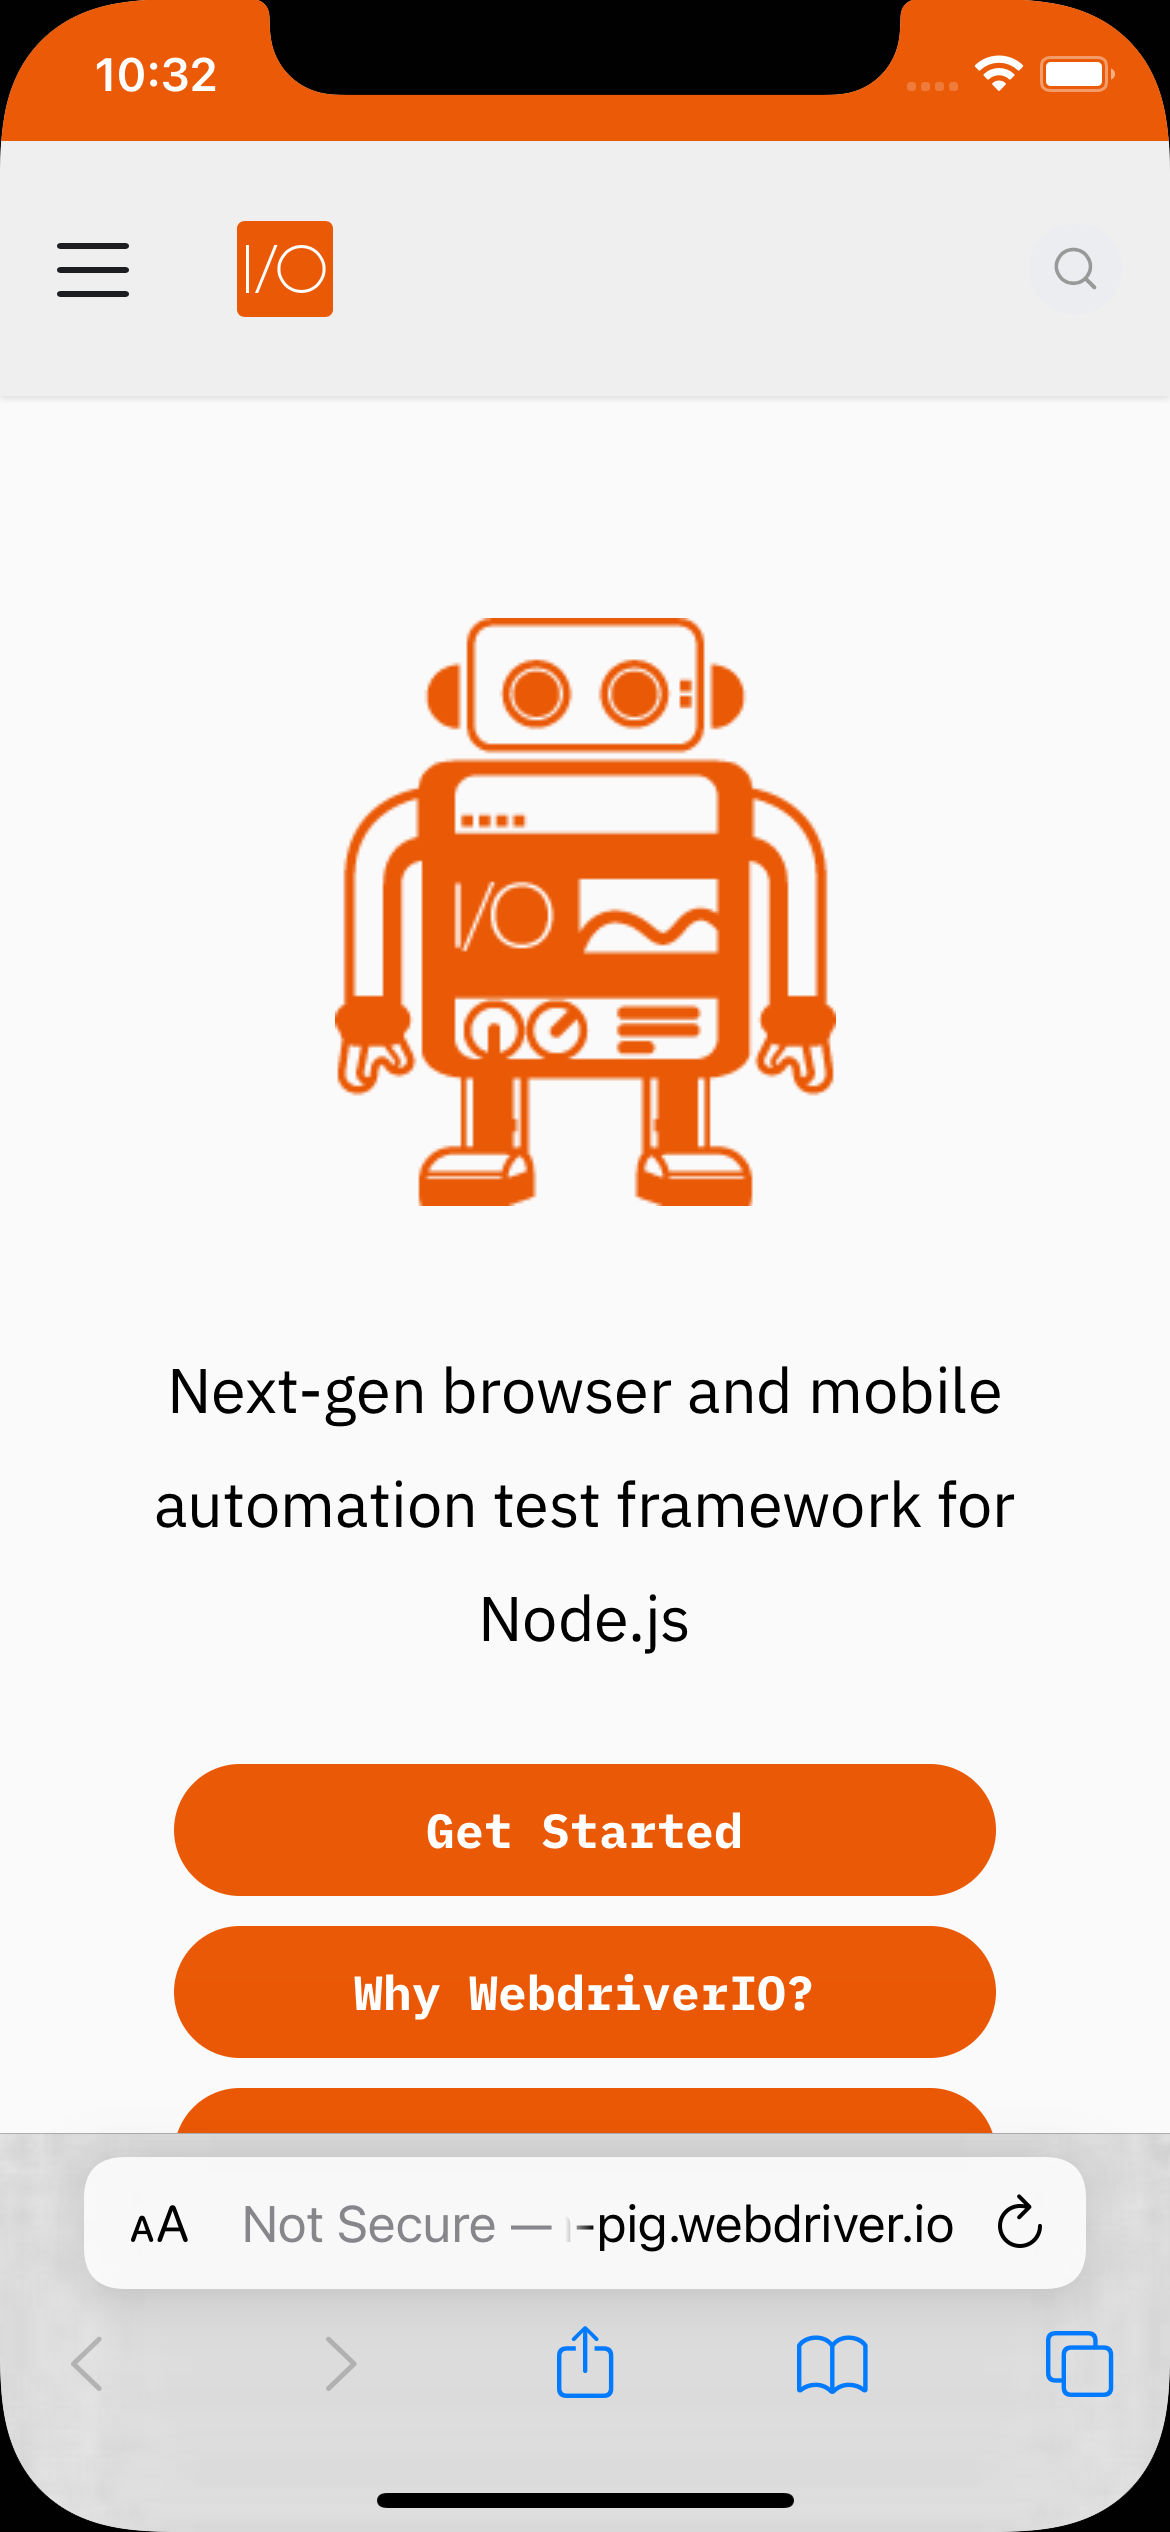 10:32
I/O
I/O
Next-gen browser and mobile
automation test framework for
Node.js
Get Started
Why WebdriverIO?
AA
Not Secure — -pig.webdriver.io